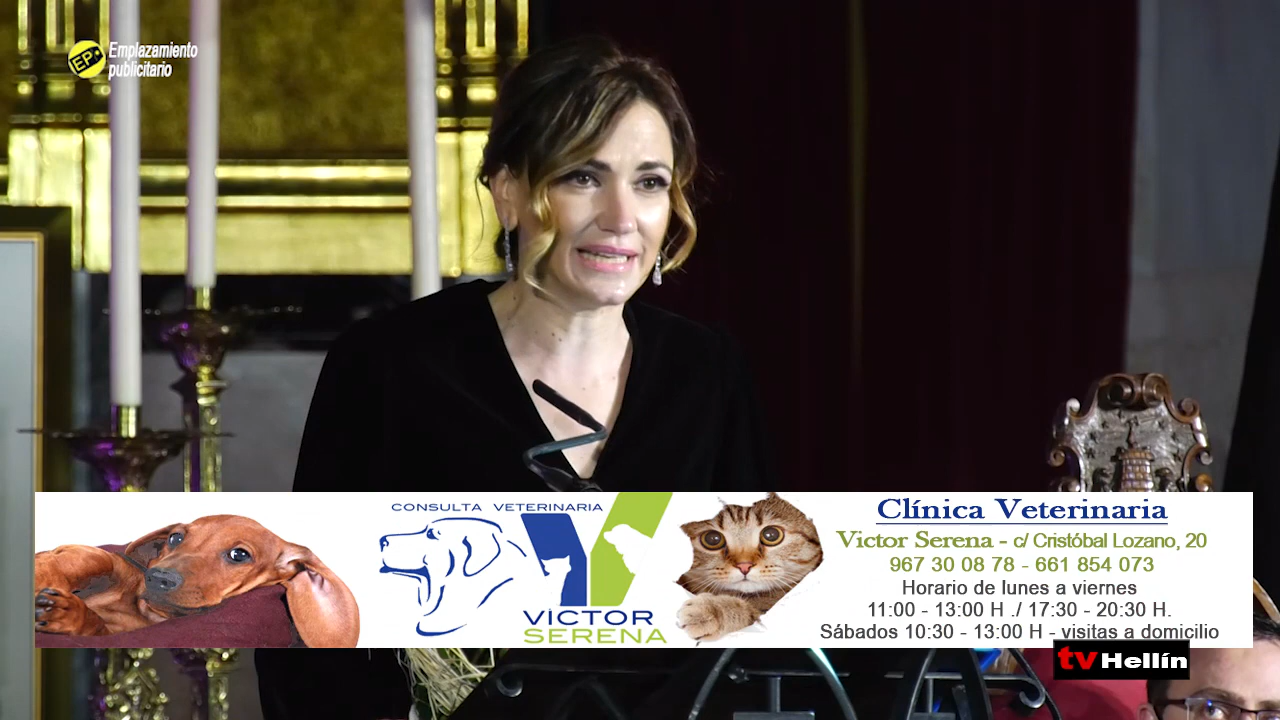 EP
Emplazamiento
publicitario
CONSULTA VETERINARIA
VICTOR
SERENA
Clínica Veterinaria
Victor Serena - c/ Cristóbal Lozano, 20
967 30 08 78 - 661 854 073
Horario de lunes a viernes
11:00 - 13:00 H ./ 17:30 - 20:30 H.
Sábados 10:30 - 13:00 H - visitas a domicilio
tvHellín